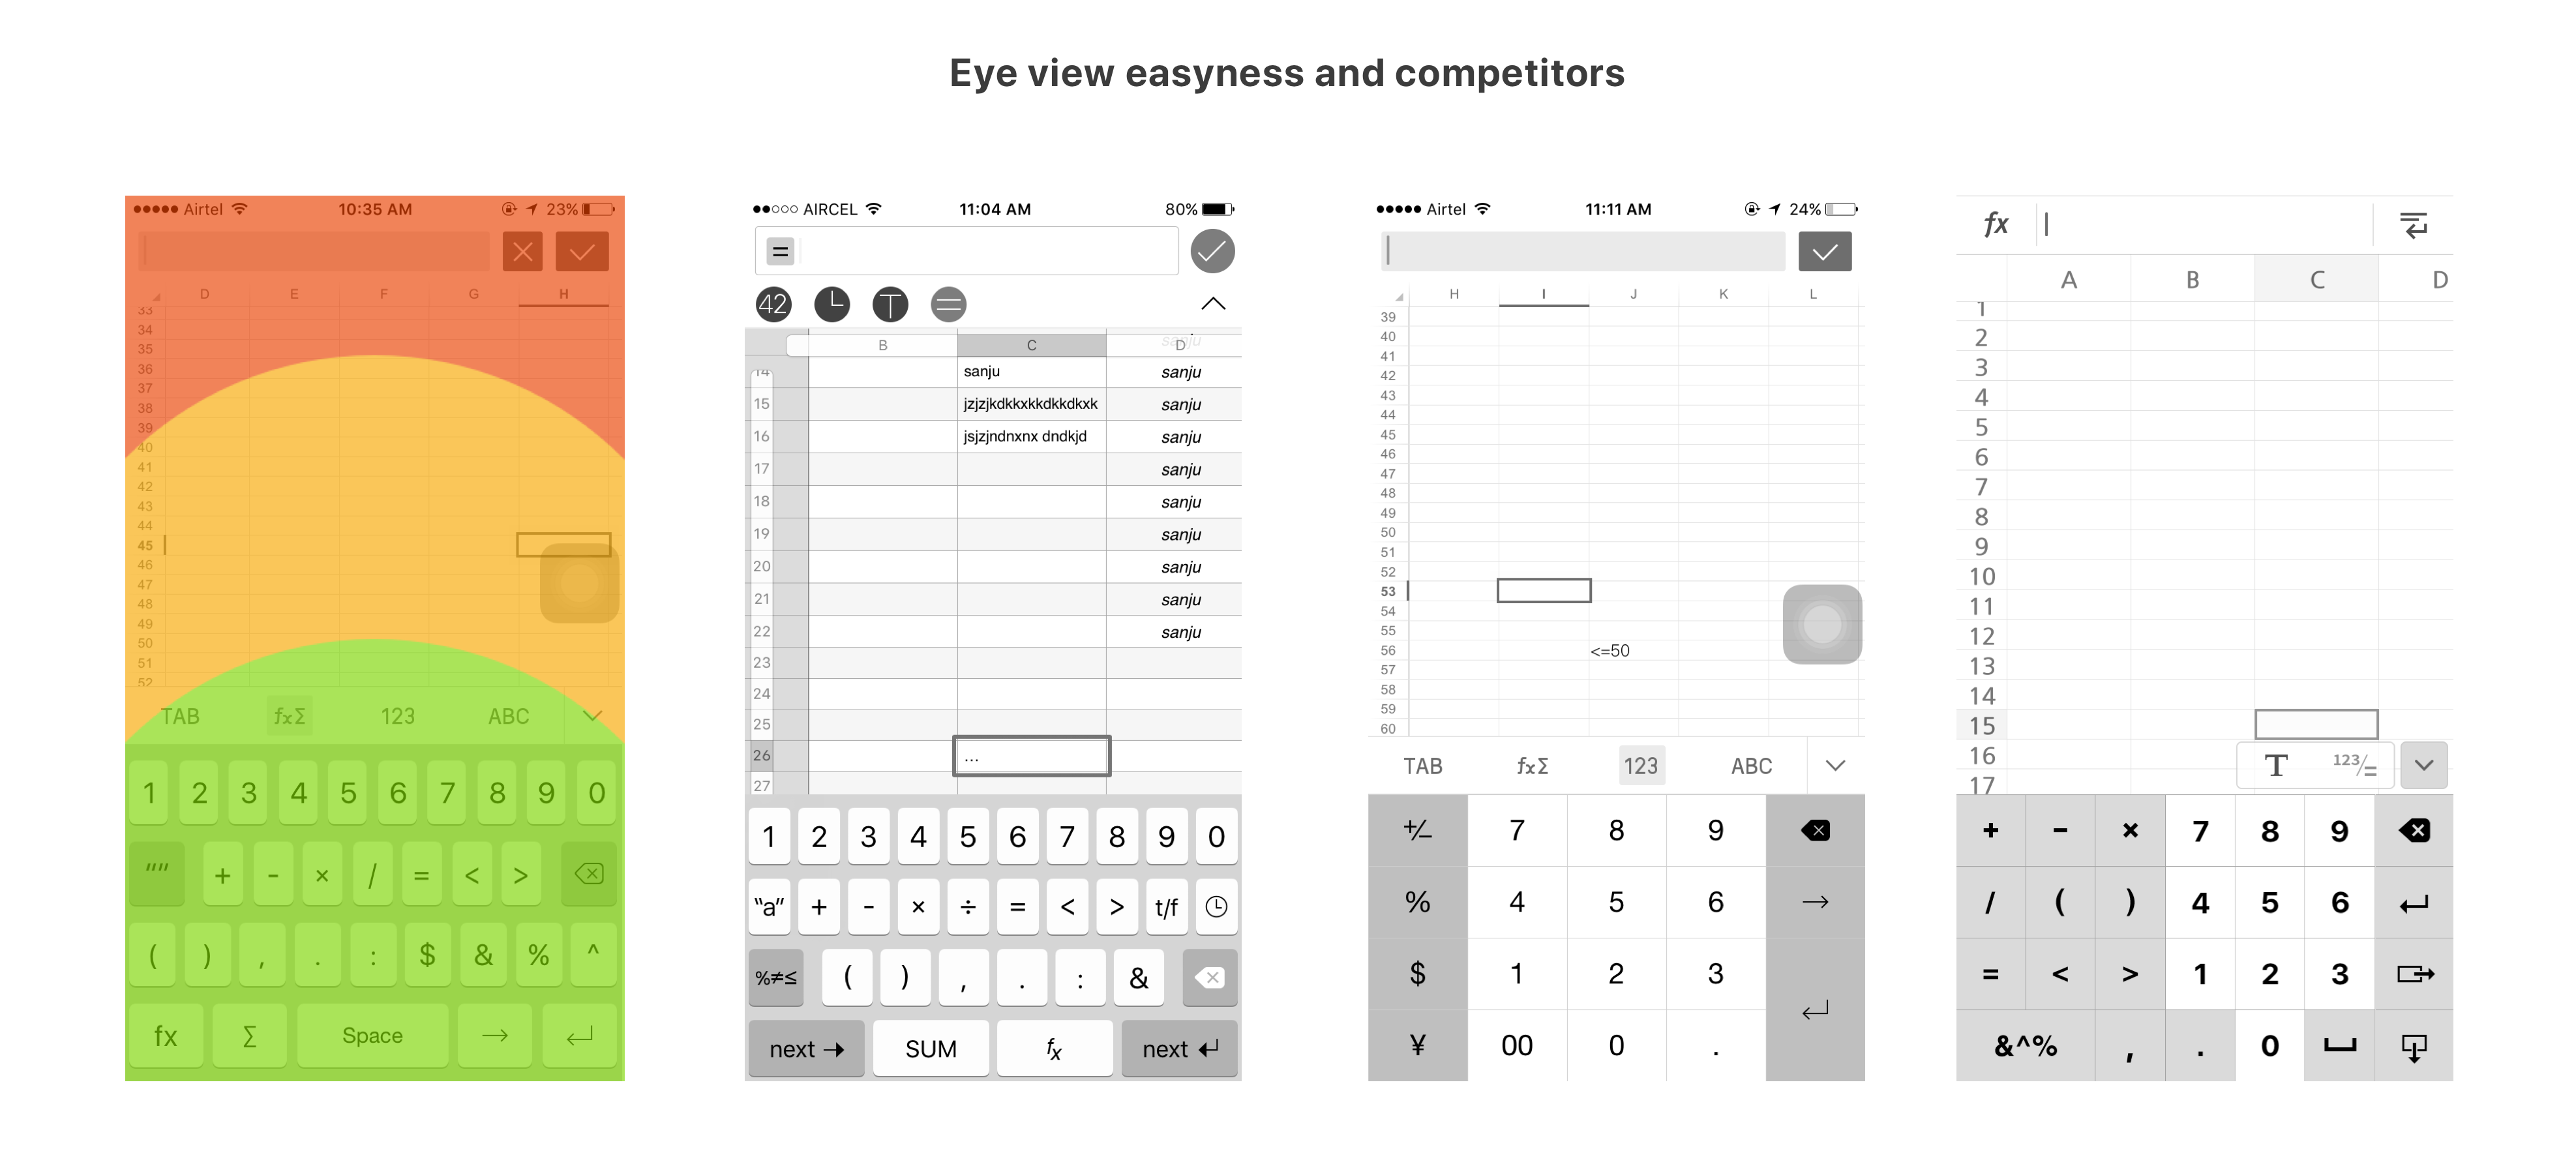 Eye view easyness and competitors
Airtel 10:35 AM 23%
D E F G H
33
34
35
36
37
38
39
40
41
42
43
44
45
46
47
48
49
50
51
52
TAB fxΣ 123 ABC
1 2 3 4 5 6 7 8 9 0
"" + - × / = < >
( ) , . : $ & % ^
fx Σ Space → ↵
AIRCEL 11:04 AM 80%
=
42 T =
B C D
sanju
14 sanju sanju
15 jzjzjkdkkxkkdkkdkxk sanju
16 jsjzjndnxnx dndkjd sanju
17 sanju
18 sanju
19 sanju
20 sanju
21 sanju
22 sanju
23
24
25
26 ...
27
1 2 3 4 5 6 7 8 9 0
"a" + - × ÷ = < > t/f
%≠≤ ( ) , . : &
next → SUM fx next ↵
Airtel 11:11 AM 24%
H I J K L
39
40
41
42
43
44
45
46
47
48
49
50
51
52
53
54
55
56 <=50
57
58
59
60
TAB fxΣ 123 ABC
+/- 7 8 9
% 4 5 6 →
$ 1 2 3
¥ 00 0 . ↵
fx
A B C D
1
2
3
4
5
6
7
8
9
10
11
12
13
14
15
16 T 123/=
17
+ - × 7 8 9
/ ( ) 4 5 6 ↵
= < > 1 2 3
&^% , . 0